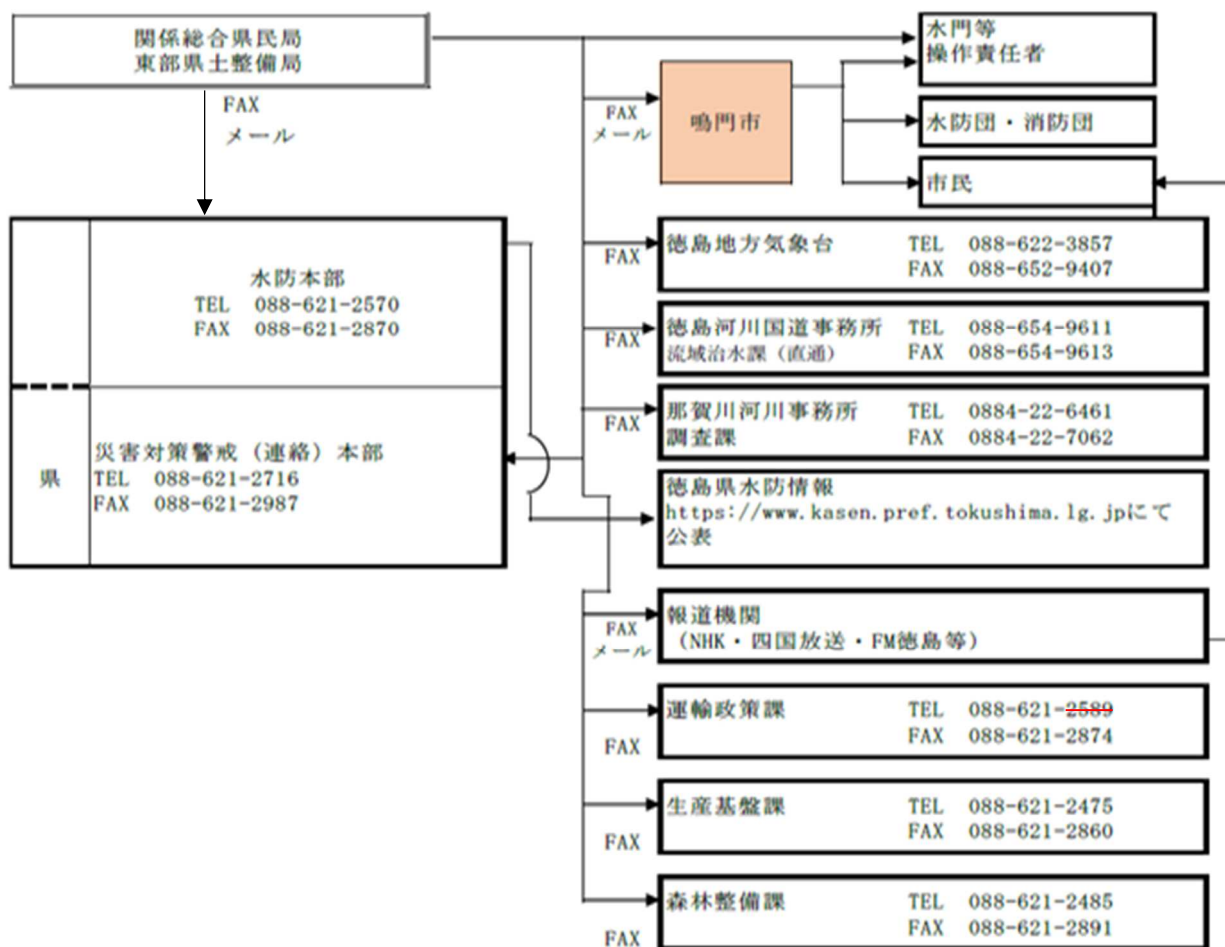 関係総合県民局
東部県土整備局
FAX
メール
水門等
操作責任者
FAX
メール
鳴門市
水防団・消防団
市民
水防本部
TEL 088-621-2570
FAX 088-621-2870
県
災害対策警戒（連絡）本部
TEL 088-621-2716
FAX 088-621-2987
FAX
徳島地方気象台 TEL 088-622-3857
FAX 088-652-9407
FAX
徳島河川国道事務所 TEL 088-654-9611
流域治水課（直通） FAX 088-654-9613
FAX
那賀川河川事務所 TEL 0884-22-6461
調査課 FAX 0884-22-7062
徳島県水防情報
https://www.kasen.pref.tokushima.lg.jpにて
公表
FAX
メール
報道機関
（NHK・四国放送・FM徳島等）
FAX
運輸政策課 TEL 088-621-2589
FAX 088-621-2874
FAX
生産基盤課 TEL 088-621-2475
FAX 088-621-2860
FAX
森林整備課 TEL 088-621-2485
FAX 088-621-2891